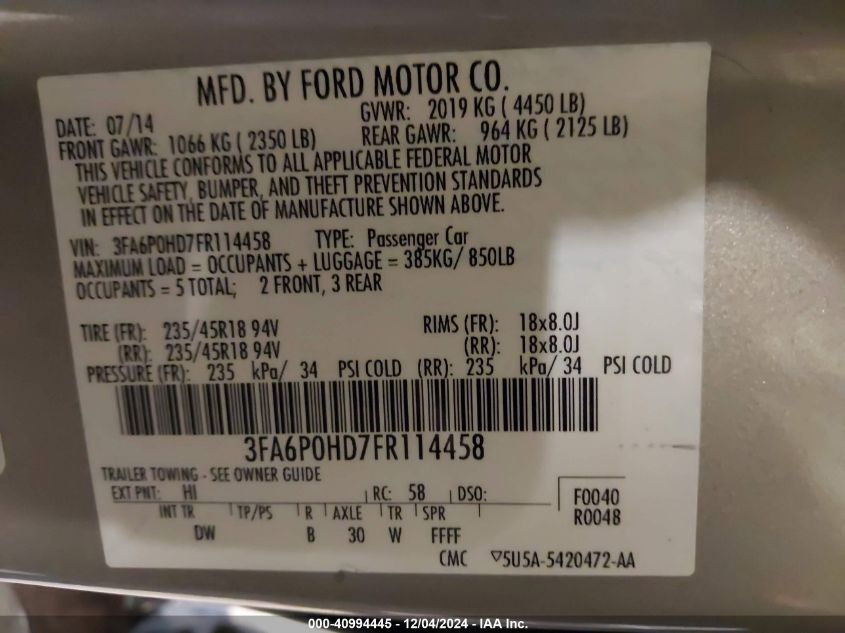 MFD. BY FORD MOTOR CO.
DATE: 07/14 GVWR: 2019 KG ( 4450 LB)
FRONT GAWR: 1066 KG ( 2350 LB) REAR GAWR: 964 KG ( 2125 LB)
THIS VEHICLE CONFORMS TO ALL APPLICABLE FEDERAL MOTOR
VEHICLE SAFETY, BUMPER, AND THEFT PREVENTION STANDARDS
IN EFFECT ON THE DATE OF MANUFACTURE SHOWN ABOVE.
VIN: 3FA6P0HD7FR114458 TYPE: Passenger Car
MAXIMUM LOAD = OCCUPANTS + LUGGAGE = 385KG/ 850LB
OCCUPANTS = 5 TOTAL; 2 FRONT, 3 REAR
TIRE (FR): 235/45R18 94V RIMS (FR): 18x8.0J
(RR): 235/45R18 94V (RR): 18x8.0J
PRESSURE (FR): 235 kPa/ 34 PSI COLD (RR): 235 kPa/ 34 PSI COLD
3FA6P0HD7FR114458
TRAILER TOWING - SEE OWNER GUIDE
EXT PNT: HI RC: 58 DSO: F0040
INT TR TP/PS R AXLE TR SPR R0048
DW B 30 W FFFF
CMC 5U5A-5420472-AA
000-40994445 - 12/04/2024 - IAA Inc.